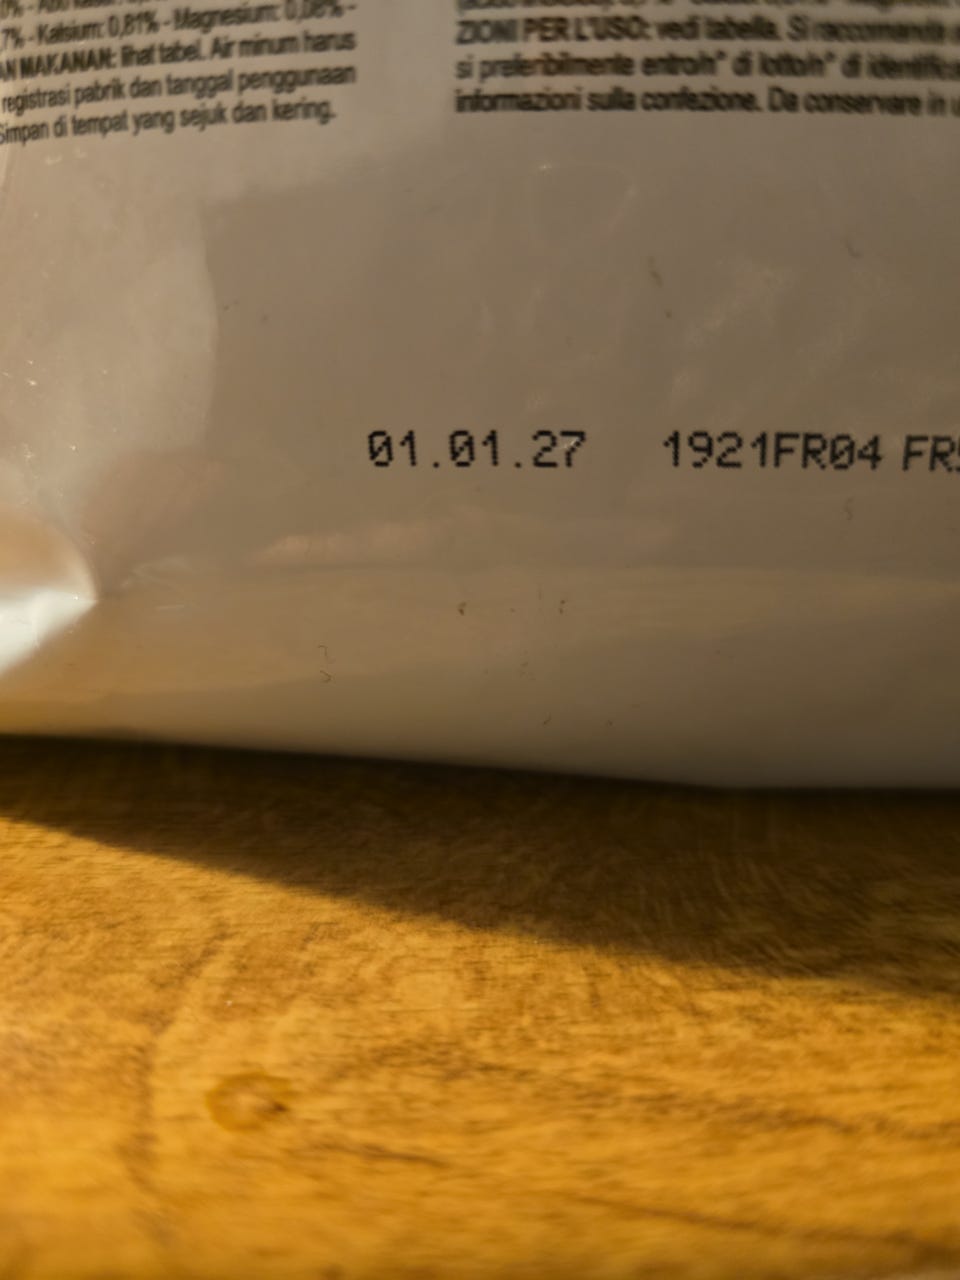 7% - Kalsium: 0,81% - Magnesium: 0,08% -
AN MAKANAN: lihat tabel. Air minum harus
registrasi pabrik dan tanggal penggunaan
Simpan di tempat yang sejuk dan kering.
ZIONI PER L'USO: vedi tabella. Si raccomanda
si preferibilmente entro/n° di lotto/n° di identific
informazioni sulla confezione. Da conservare in
01.01.27 1921FR04 FR